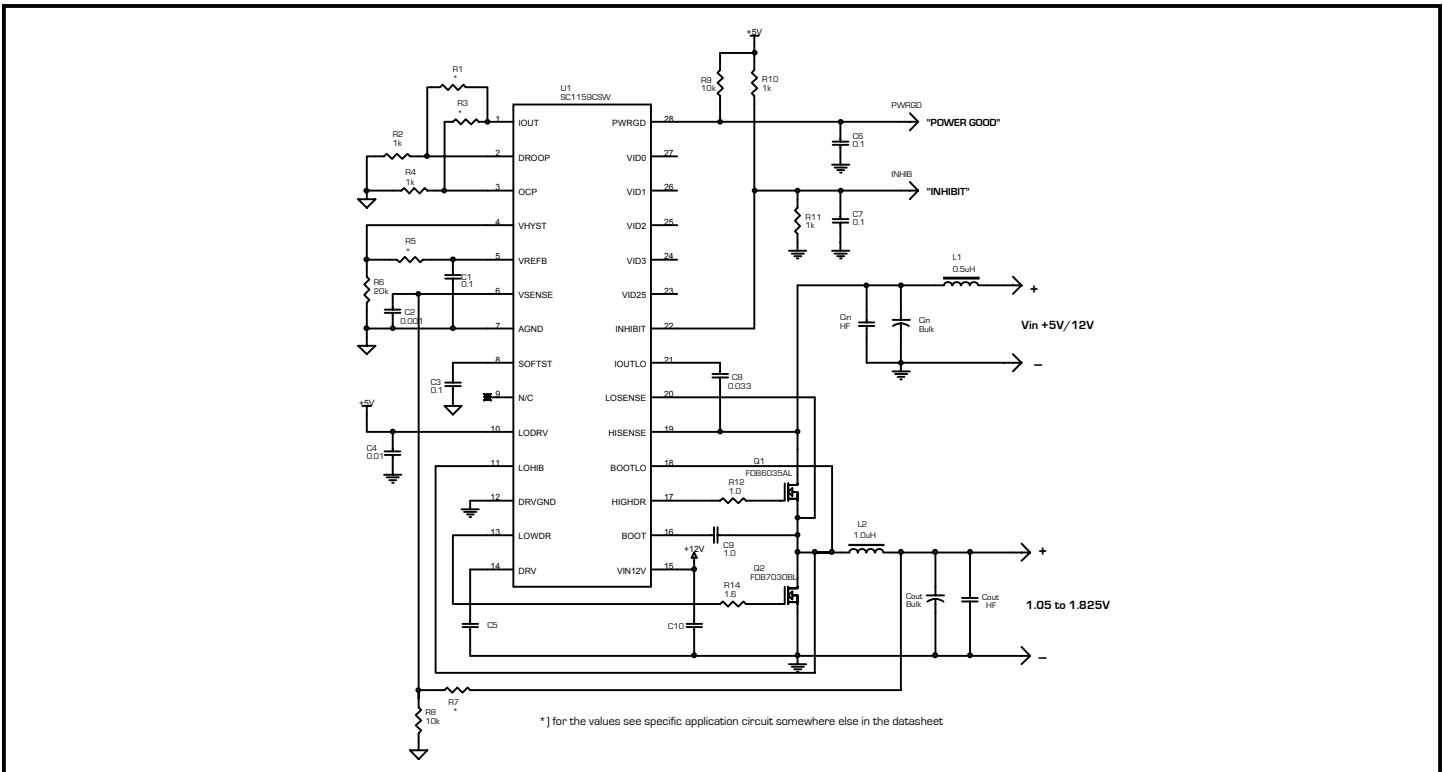 +5V
R1
*
R3
*
R2
1k
R4
1k
R5
*
R6
20k
C1
0.1
C2
0.001
C3
0.1
+5V
C4
0.01
C5
U1
SC1159CSW
1 IOUT
2 DROOP
3 OCP
4 VHYST
5 VREFB
6 VSENSE
7 AGND
8 SOFTST
9 N/C
10 LODRV
11 LOHIB
12 DRVGND
13 LOWDR
14 DRV
PWRGD 28
VID0 27
VID1 26
VID2 25
VID3 24
VID25 23
INHIBIT 22
IOUTLO 21
LOSENSE 20
HISENSE 19
BOOTLO 18
HIGHDR 17
BOOT 16
VIN12V 15
R9
10k
R10
1k
PWRGD
"POWER GOOD"
C6
0.1
INHIB
"INHIBIT"
R11
1k
C7
0.1
L1
0.5uH
+
Cin
HF
Cin
Bulk
Vin +5V/12V
–
C8
0.033
Q1
FDB6035AL
R12
1.0
C9
1.0
+12V
L2
1.0uH
+
Q2
FDB7030BL
R14
1.6
C10
Cout
Bulk
Cout
HF
1.05 to 1.825V
–
R7
*
R8
10k
*) for the values see specific application circuit somewhere else in the datasheet